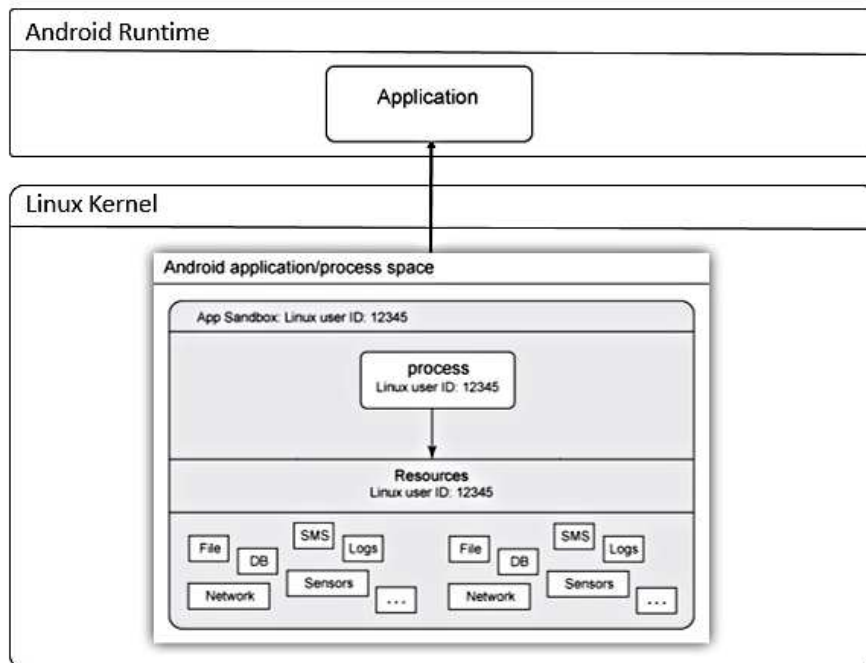 Android Runtime
Application
Linux Kernel
Android application/process space
App Sandbox: Linux user ID: 12345
process
Linux user ID: 12345
Resources
Linux user ID: 12345
File
DB
SMS
Logs
Network
Sensors
...
File
DB
SMS
Logs
Network
Sensors
...